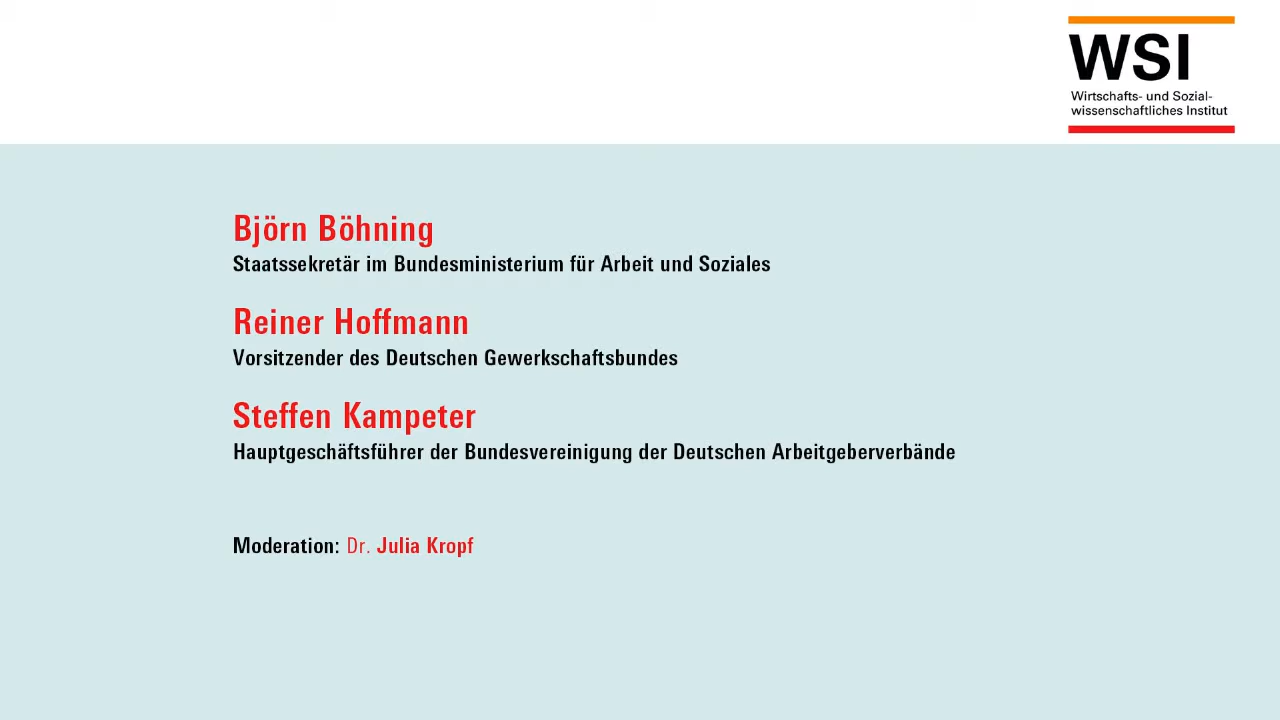 WSI
Wirtschafts- und Sozial-
wissenschaftliches Institut
Björn Böhning
Staatssekretär im Bundesministerium für Arbeit und Soziales
Reiner Hoffmann
Vorsitzender des Deutschen Gewerkschaftsbundes
Steffen Kampeter
Hauptgeschäftsführer der Bundesvereinigung der Deutschen Arbeitgeberverbände
Moderation: Dr. Julia Kropf